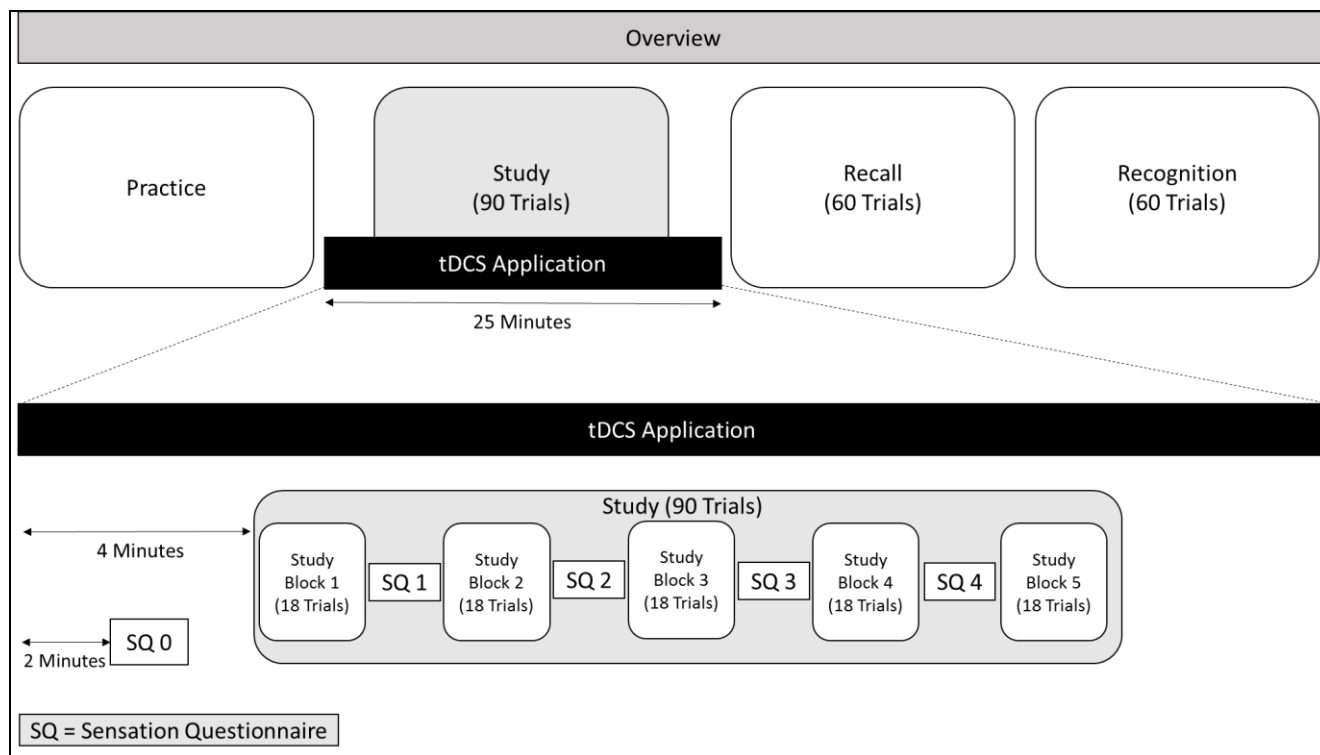 Overview
Practice
Study
(90 Trials)
Recall
(60 Trials)
Recognition
(60 Trials)
tDCS Application
25 Minutes
tDCS Application
Study (90 Trials)
4 Minutes
Study
Block 1
(18 Trials)
SQ 1
Study
Block 2
(18 Trials)
SQ 2
Study
Block 3
(18 Trials)
SQ 3
Study
Block 4
(18 Trials)
SQ 4
Study
Block 5
(18 Trials)
SQ 0
2 Minutes
SQ = Sensation Questionnaire